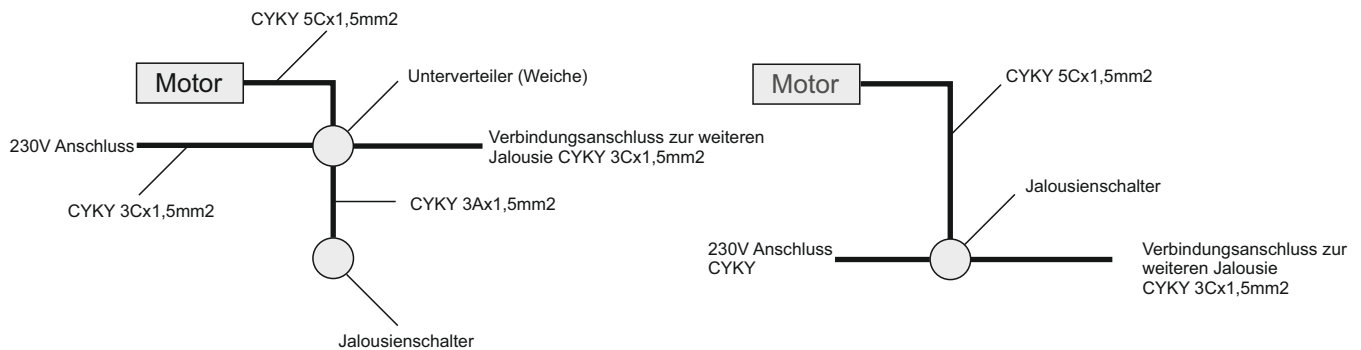 CYKY 5Cx1,5mm2
Motor
Unterverteiler (Weiche)
230V Anschluss
Verbindungsanschluss zur weiteren
Jalousie CYKY 3Cx1,5mm2
CYKY 3Cx1,5mm2
CYKY 3Ax1,5mm2
Jalousienschalter
Motor
CYKY 5Cx1,5mm2
Jalousienschalter
230V Anschluss
CYKY
Verbindungsanschluss zur
weiteren Jalousie
CYKY 3Cx1,5mm2